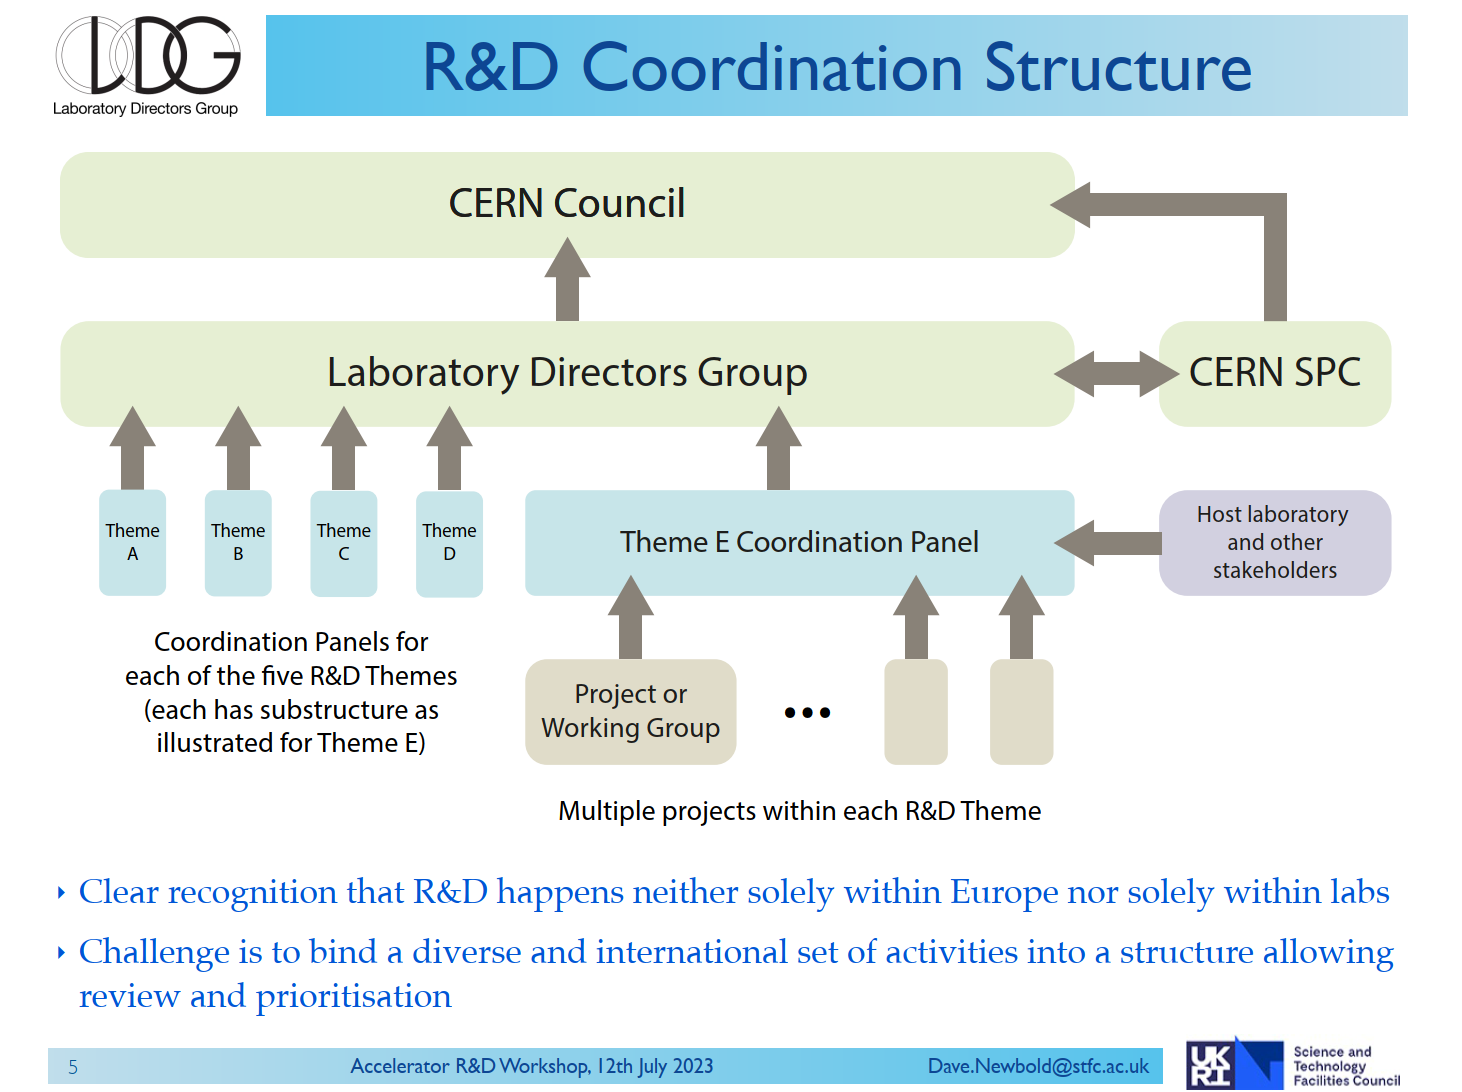 LDG
Laboratory Directors Group
R&D Coordination Structure
CERN Council
Laboratory Directors Group
CERN SPC
Theme
A
Theme
B
Theme
C
Theme
D
Theme E Coordination Panel
Host laboratory
and other
stakeholders
Coordination Panels for
each of the five R&D Themes
(each has substructure as
illustrated for Theme E)
Project or
Working Group
•••
Multiple projects within each R&D Theme
‣ Clear recognition that R&D happens neither solely within Europe nor solely within labs
‣ Challenge is to bind a diverse and international set of activities into a structure allowing
review and prioritisation
5
Accelerator R&D Workshop, 12th July 2023
Dave.Newbold@stfc.ac.uk
UK
RI
Science and
Technology
Facilities Council